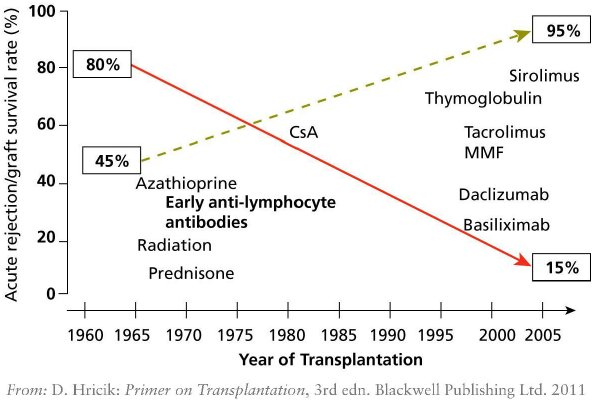 Acute rejection/graft survival rate (%)
100
80
60
40
20
0
80%
45%
95%
15%
Sirolimus
Thymoglobulin
CsA
Tacrolimus
MMF
Azathioprine
Early anti-lymphocyte
antibodies
Daclizumab
Basiliximab
Radiation
Prednisone
1960 1965 1970 1975 1980 1985 1990 1995 2000 2005
Year of Transplantation
From: D. Hricik: Primer on Transplantation, 3rd edn. Blackwell Publishing Ltd. 2011